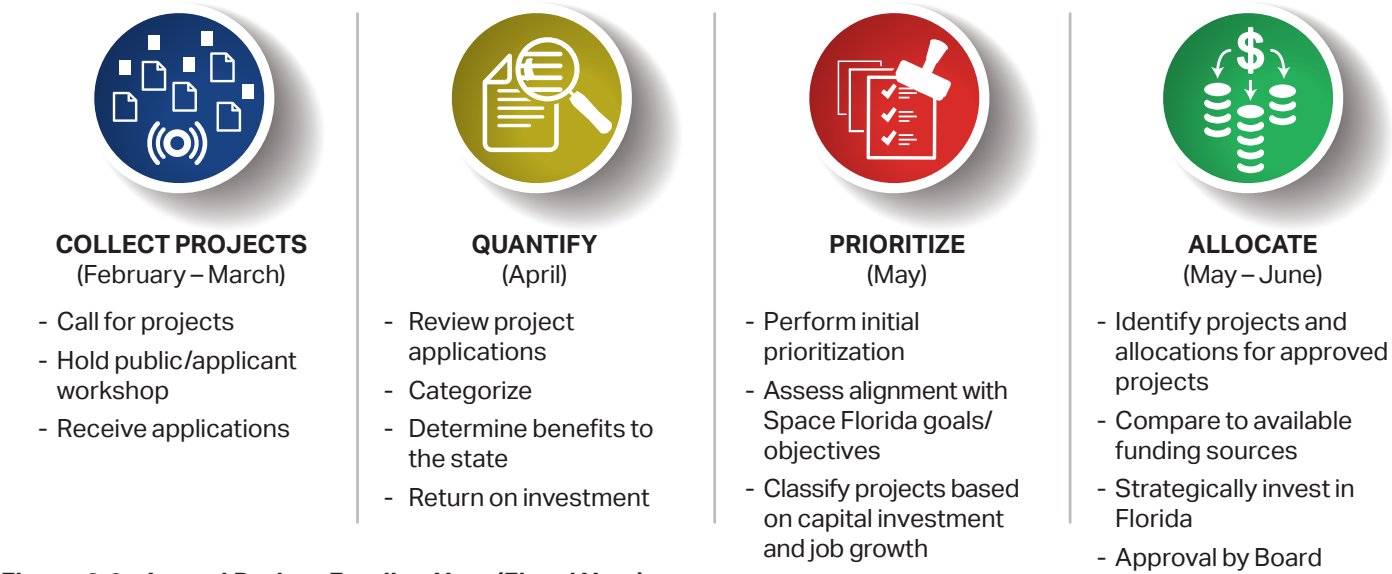 COLLECT PROJECTS
(February – March)
- Call for projects
- Hold public/applicant
workshop
- Receive applications
QUANTIFY
(April)
- Review project
applications
- Categorize
- Determine benefits to
the state
- Return on investment
PRIORITIZE
(May)
- Perform initial
prioritization
- Assess alignment with
Space Florida goals/
objectives
- Classify projects based
on capital investment
and job growth
$
ALLOCATE
(May – June)
- Identify projects and
allocations for approved
projects
- Compare to available
funding sources
- Strategically invest in
Florida
- Approval by Board